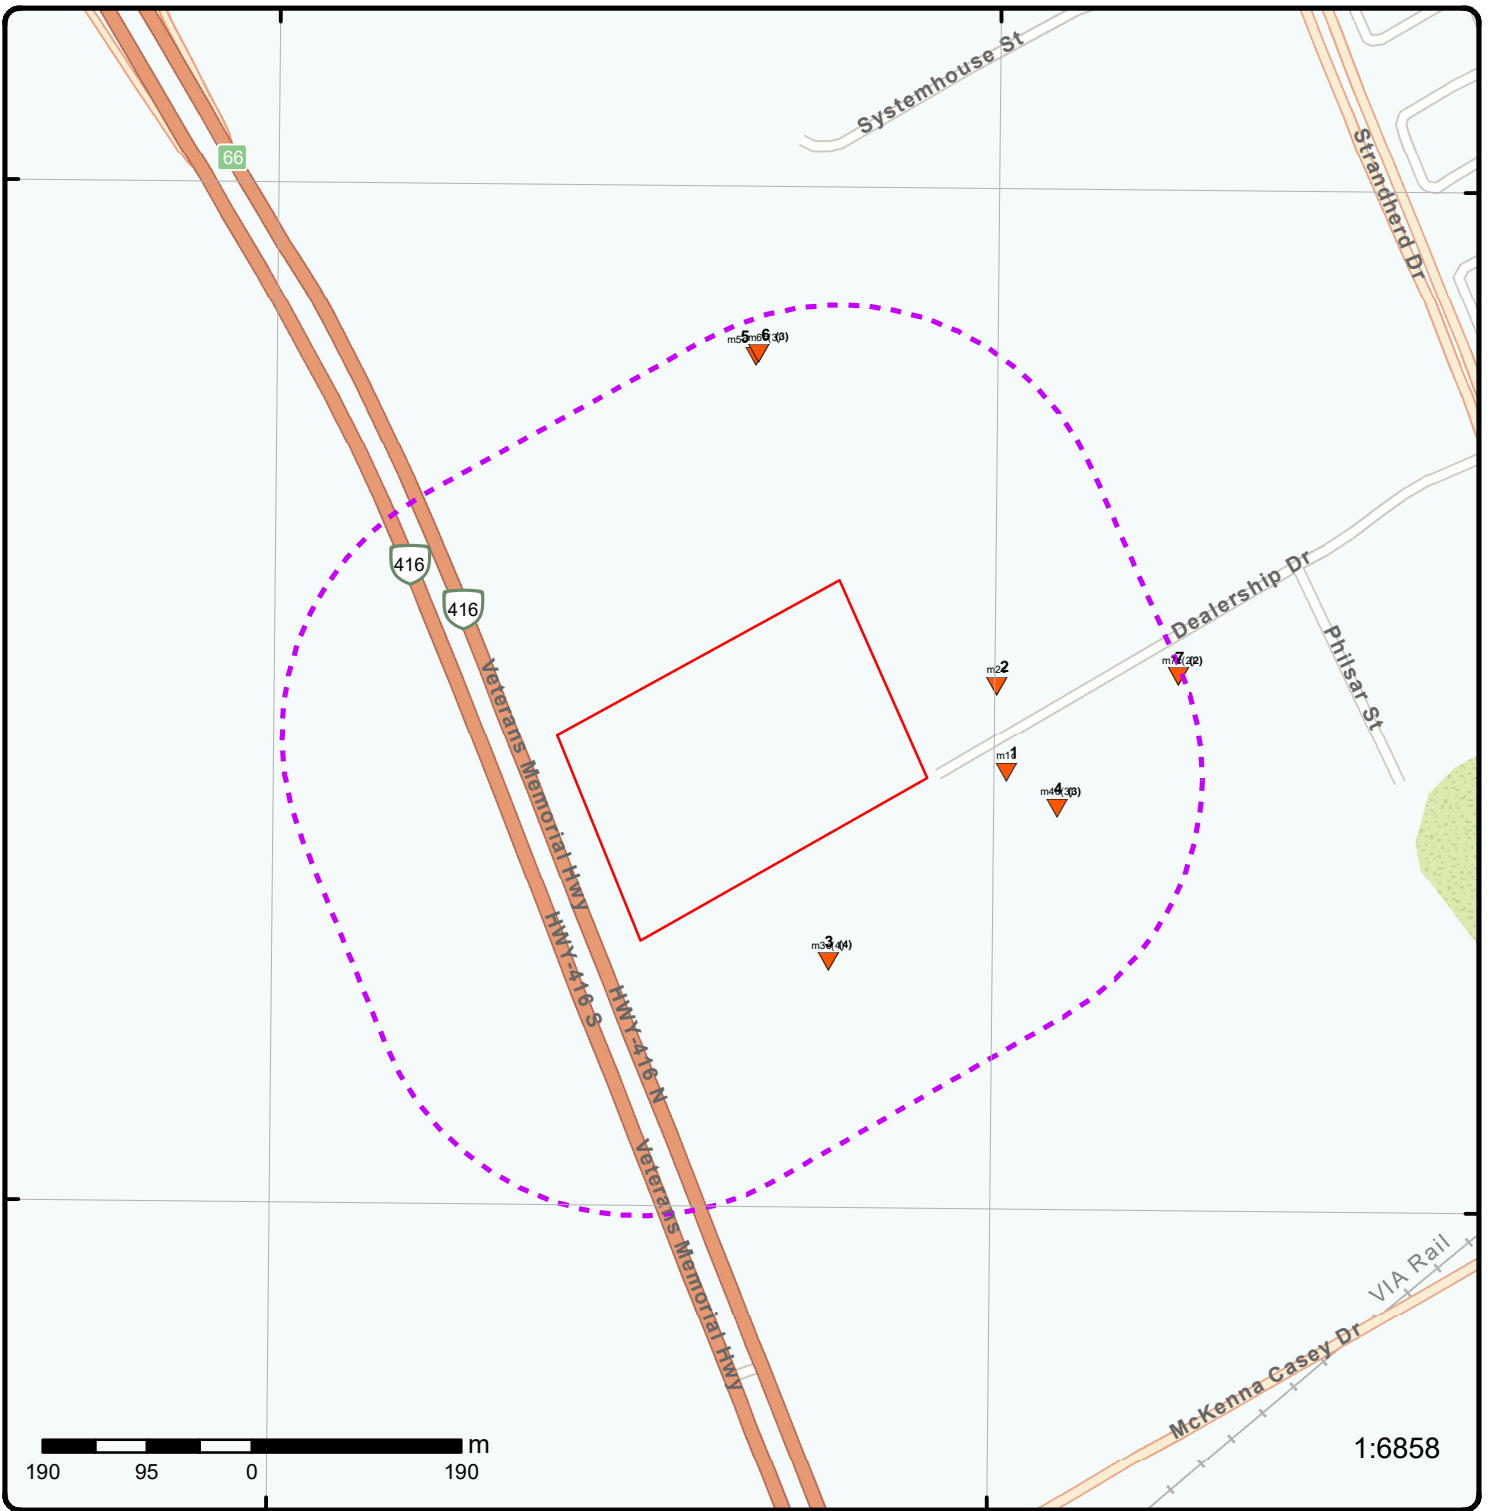 Systemhouse St
66
Strandherd Dr
5
6
416
416
Dealership Dr
Philsar St
7
2
Veterans Memorial Hwy
1
4
3
HWY-416 S
HWY-416 N
Veterans Memorial Hwy
VIA Rail
McKenna Casey Dr
m
190 95 0 190
1:6858